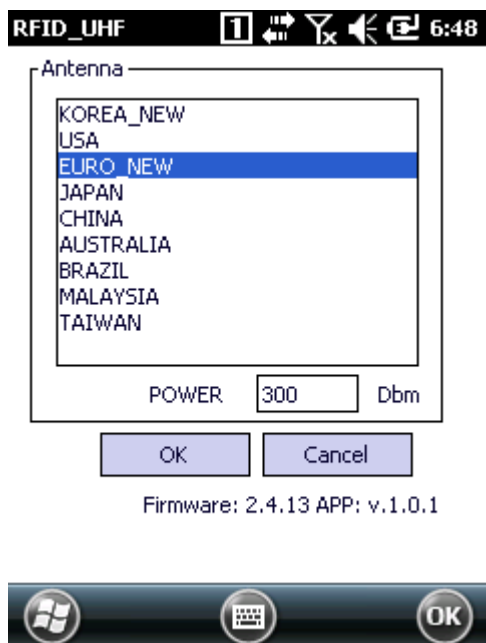 RFID_UHF 1 6:48
Antenna
KOREA_NEW
USA
EURO_NEW
JAPAN
CHINA
AUSTRALIA
BRAZIL
MALAYSIA
TAIWAN
POWER 300 Dbm
OK Cancel
Firmware: 2.4.13 APP: v.1.0.1
OK